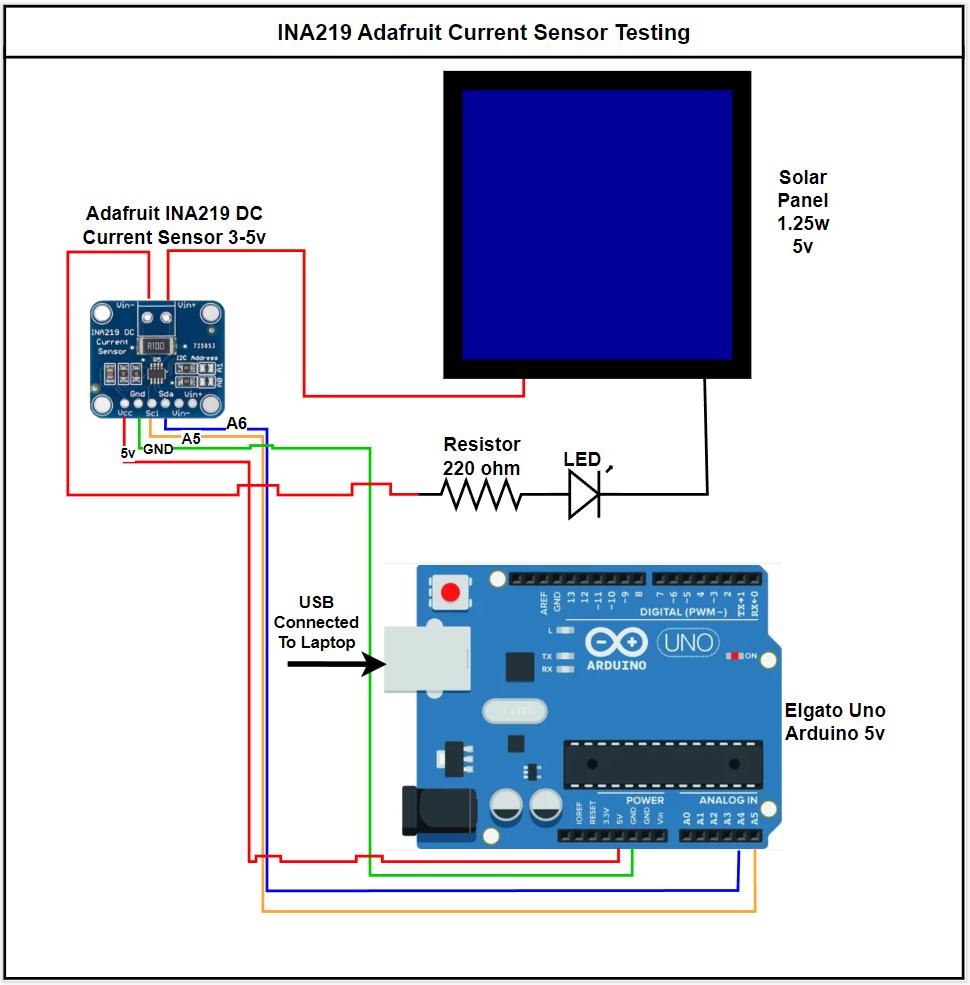 INA219 Adafruit Current Sensor Testing
Solar
Panel
1.25w
5v
Adafruit INA219 DC
Current Sensor 3-5v
Vin-
Vin+
INA219 DC
Current
Sensor
R100
725053
R5
I2C Address
A1
A0
Gnd
Sda
Vin+
Vcc
Scl
Vin-
A6
A5
GND
5v
Resistor
220 ohm
LED
USB
Connected
To Laptop
AREF
GND
13
12
~11
~10
~9
8
7
~6
~5
4
~3
2
TX→1
RX←0
DIGITAL (PWM~)
L
TX
RX
ARDUINO
UNO
ON
Elgato Uno
Arduino 5v
POWER
ANALOG IN
IOREF
RESET
3.3V
5V
GND
GND
Vin
A0
A1
A2
A3
A4
A5